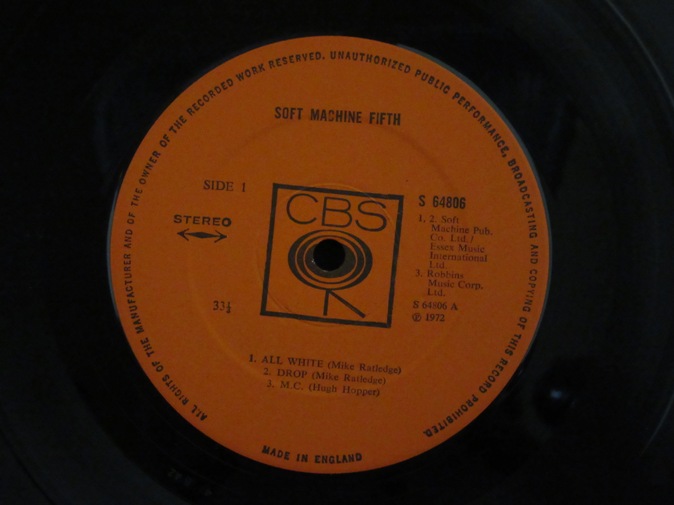 ALL RIGHTS OF THE MANUFACTURER AND OF THE OWNER OF THE RECORDED WORK RESERVED. UNAUTHORIZED PUBLIC PERFORMANCE, BROADCASTING AND COPYING OF THIS RECORD PROHIBITED.
SOFT MACHINE FIFTH
SIDE 1
STEREO
33⅓
CBS
S 64806
1. 2. Soft
Machine Pub.
Co. Ltd./
Essex Music
International
Ltd.
3. Robbins
Music Corp.
Ltd.
S 64806 A
℗ 1972
1. ALL WHITE (Mike Ratledge)
2. DROP (Mike Ratledge)
3. M.C. (Hugh Hopper)
MADE IN ENGLAND